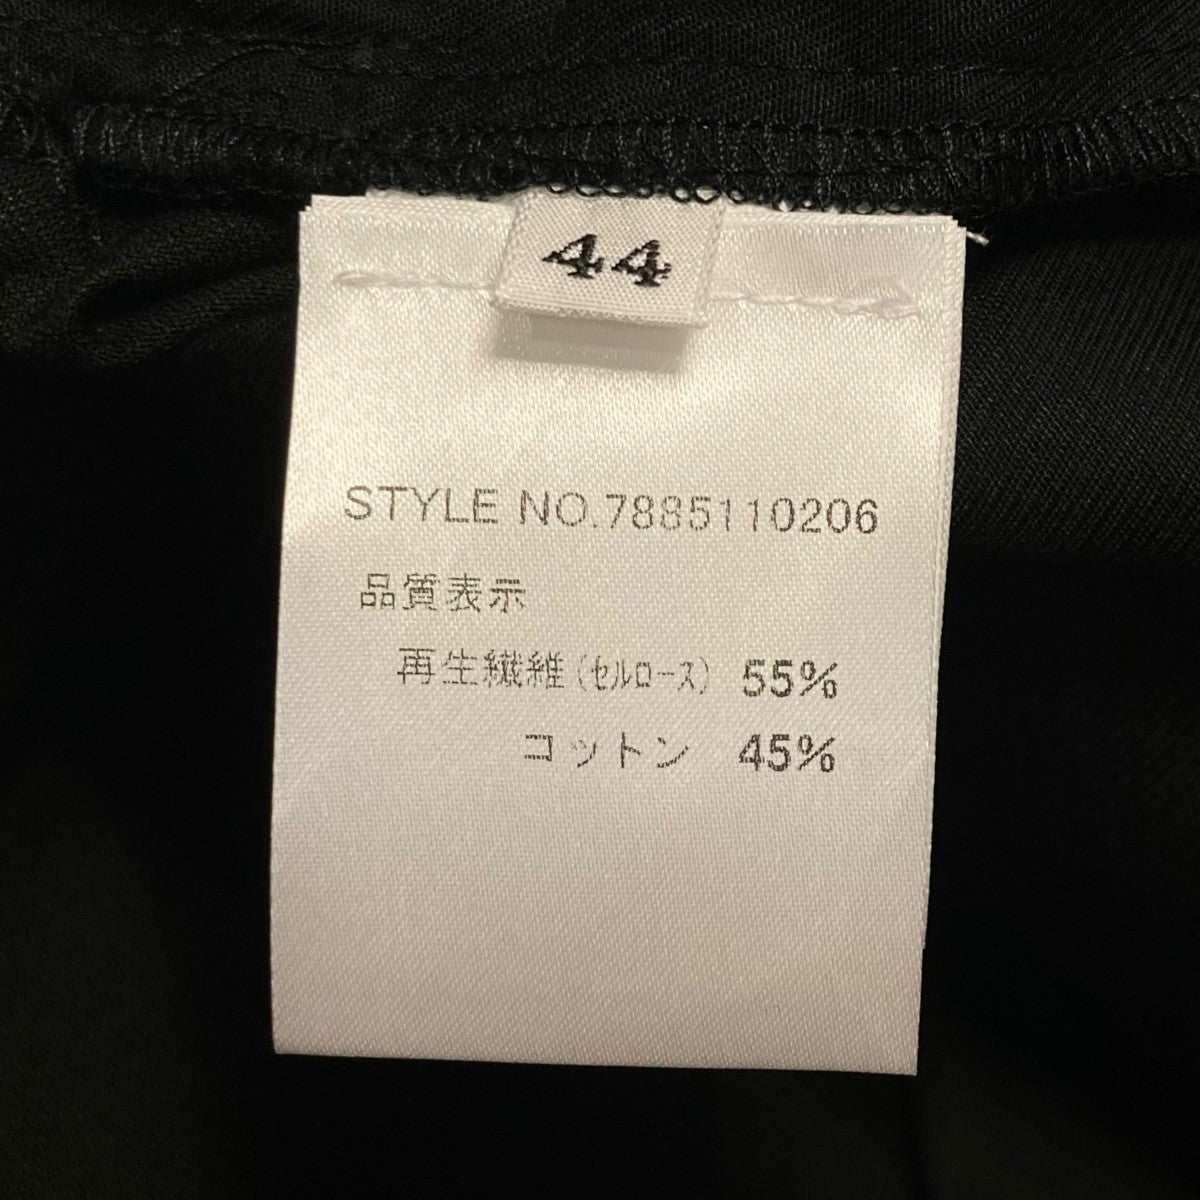 44
STYLE NO.7885110206
品質表示
再生繊維(セルロース) 55%
コットン 45%